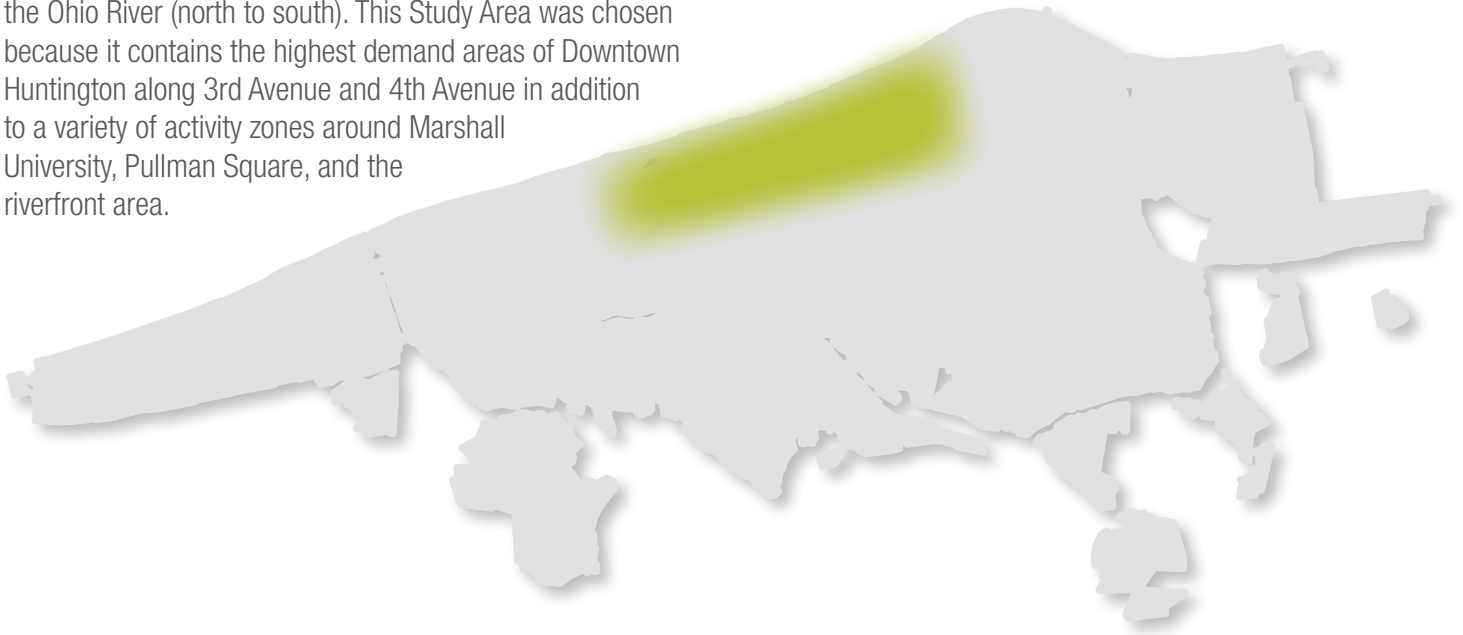 the Ohio River (north to south). This Study Area was chosen
because it contains the highest demand areas of Downtown
Huntington along 3rd Avenue and 4th Avenue in addition
to a variety of activity zones around Marshall
University, Pullman Square, and the
riverfront area.